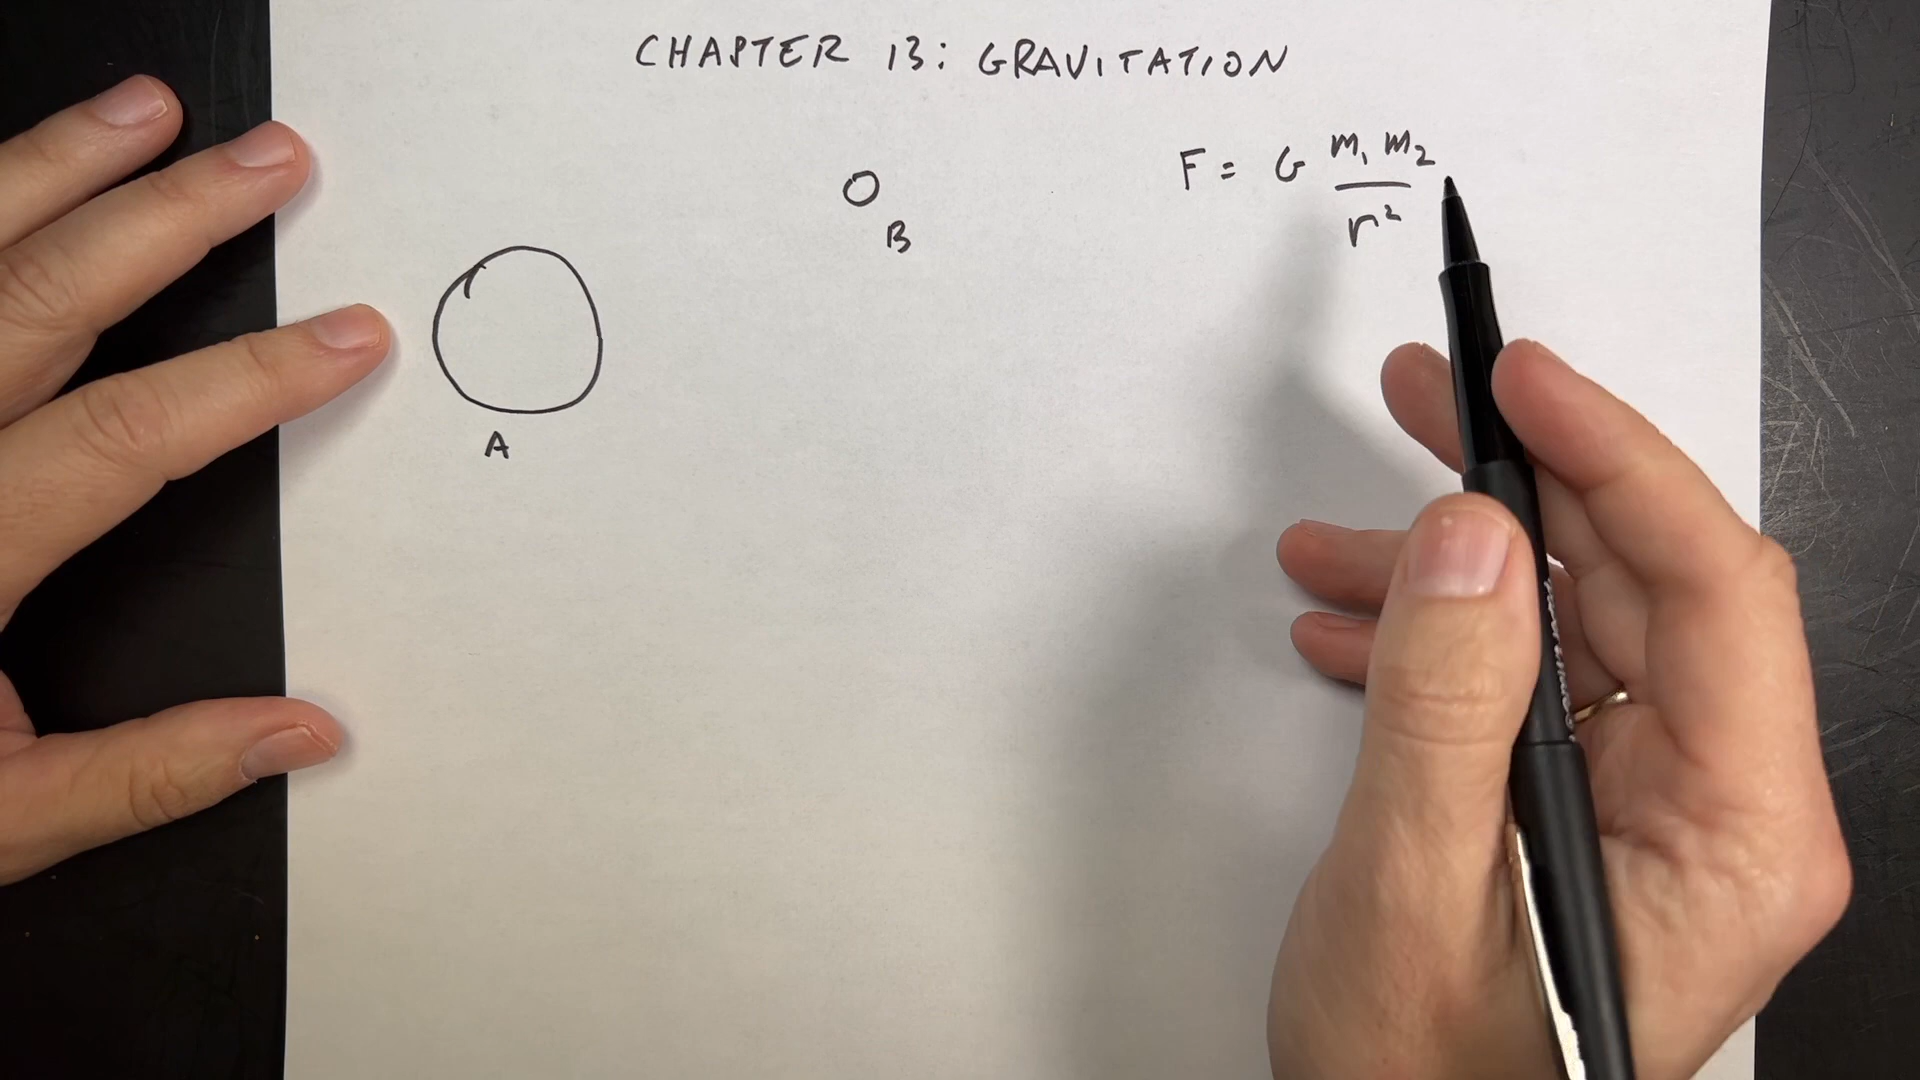 CHAPTER 13: GRAVITATION
F = G m₁ m₂ / r²
B
A